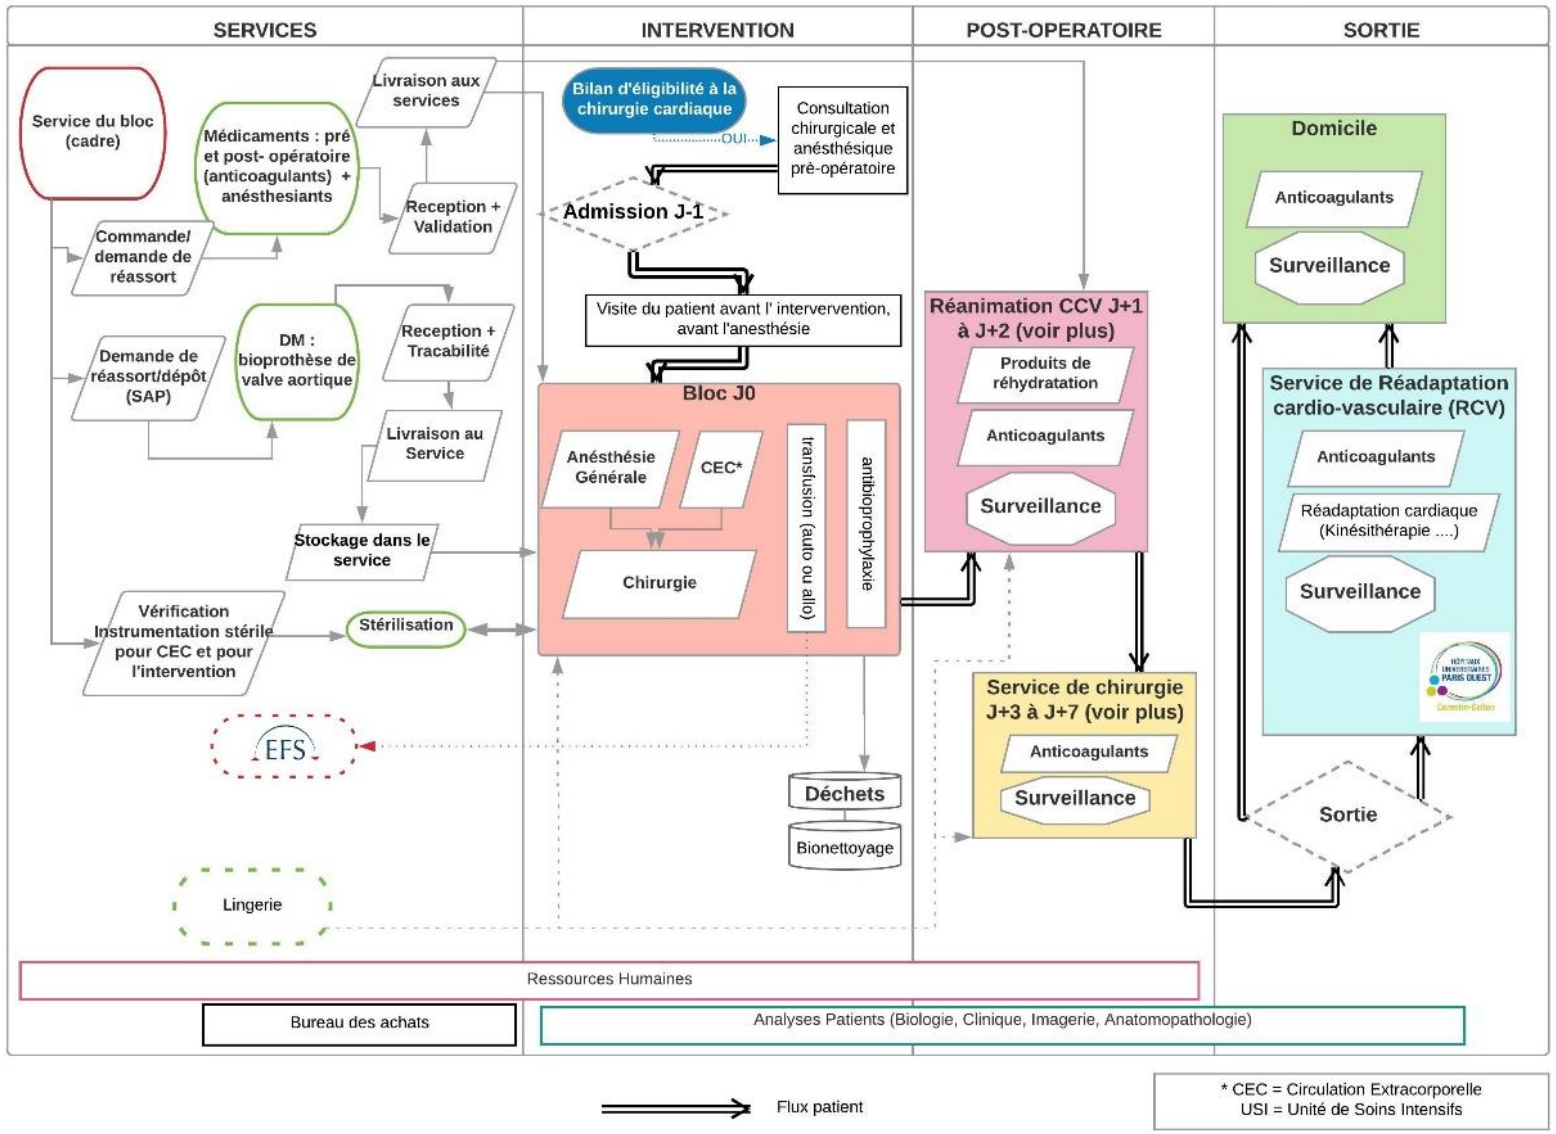 SERVICES
INTERVENTION
POST-OPERATOIRE
SORTIE
Service du bloc
(cadre)
Médicaments : pré
et post- opératoire
(anticoagulants) +
anésthesiants
Livraison aux
services
Reception +
Validation
Commande/
demande de
réassort
Demande de
réassort/dépôt
(SAP)
DM :
bioprothèse de
valve aortique
Reception +
Tracabilité
Livraison au
Service
Stockage dans le
service
Vérification
Instrumentation stérile
pour CEC et pour
l'intervention
Stérilisation
EFS
Lingerie
Bilan d'éligibilité à la
chirurgie cardiaque
OUI
Consultation
chirurgicale et
anésthésique
prè-opératoire
Admission J-1
Visite du patient avant l' intervervention,
avant l'anesthésie
Bloc J0
Anésthésie
Générale
CEC*
Chirurgie
transfusion (auto ou allo)
antibioprophylaxie
Déchets
Bionettoyage
Réanimation CCV J+1
à J+2 (voir plus)
Produits de
réhydratation
Anticoagulants
Surveillance
Service de chirurgie
J+3 à J+7 (voir plus)
Anticoagulants
Surveillance
Domicile
Anticoagulants
Surveillance
Service de Réadaptation
cardio-vasculaire (RCV)
Anticoagulants
Réadaptation cardiaque
(Kinésithérapie ....)
Surveillance
HÔPITAUX
UNIVERSITAIRES
PARIS OUEST
Corentin-Celton
Sortie
Ressources Humaines
Bureau des achats
Analyses Patients (Biologie, Clinique, Imagerie, Anatomopathologie)
Flux patient
* CEC = Circulation Extracorporelle
USI = Unité de Soins Intensifs